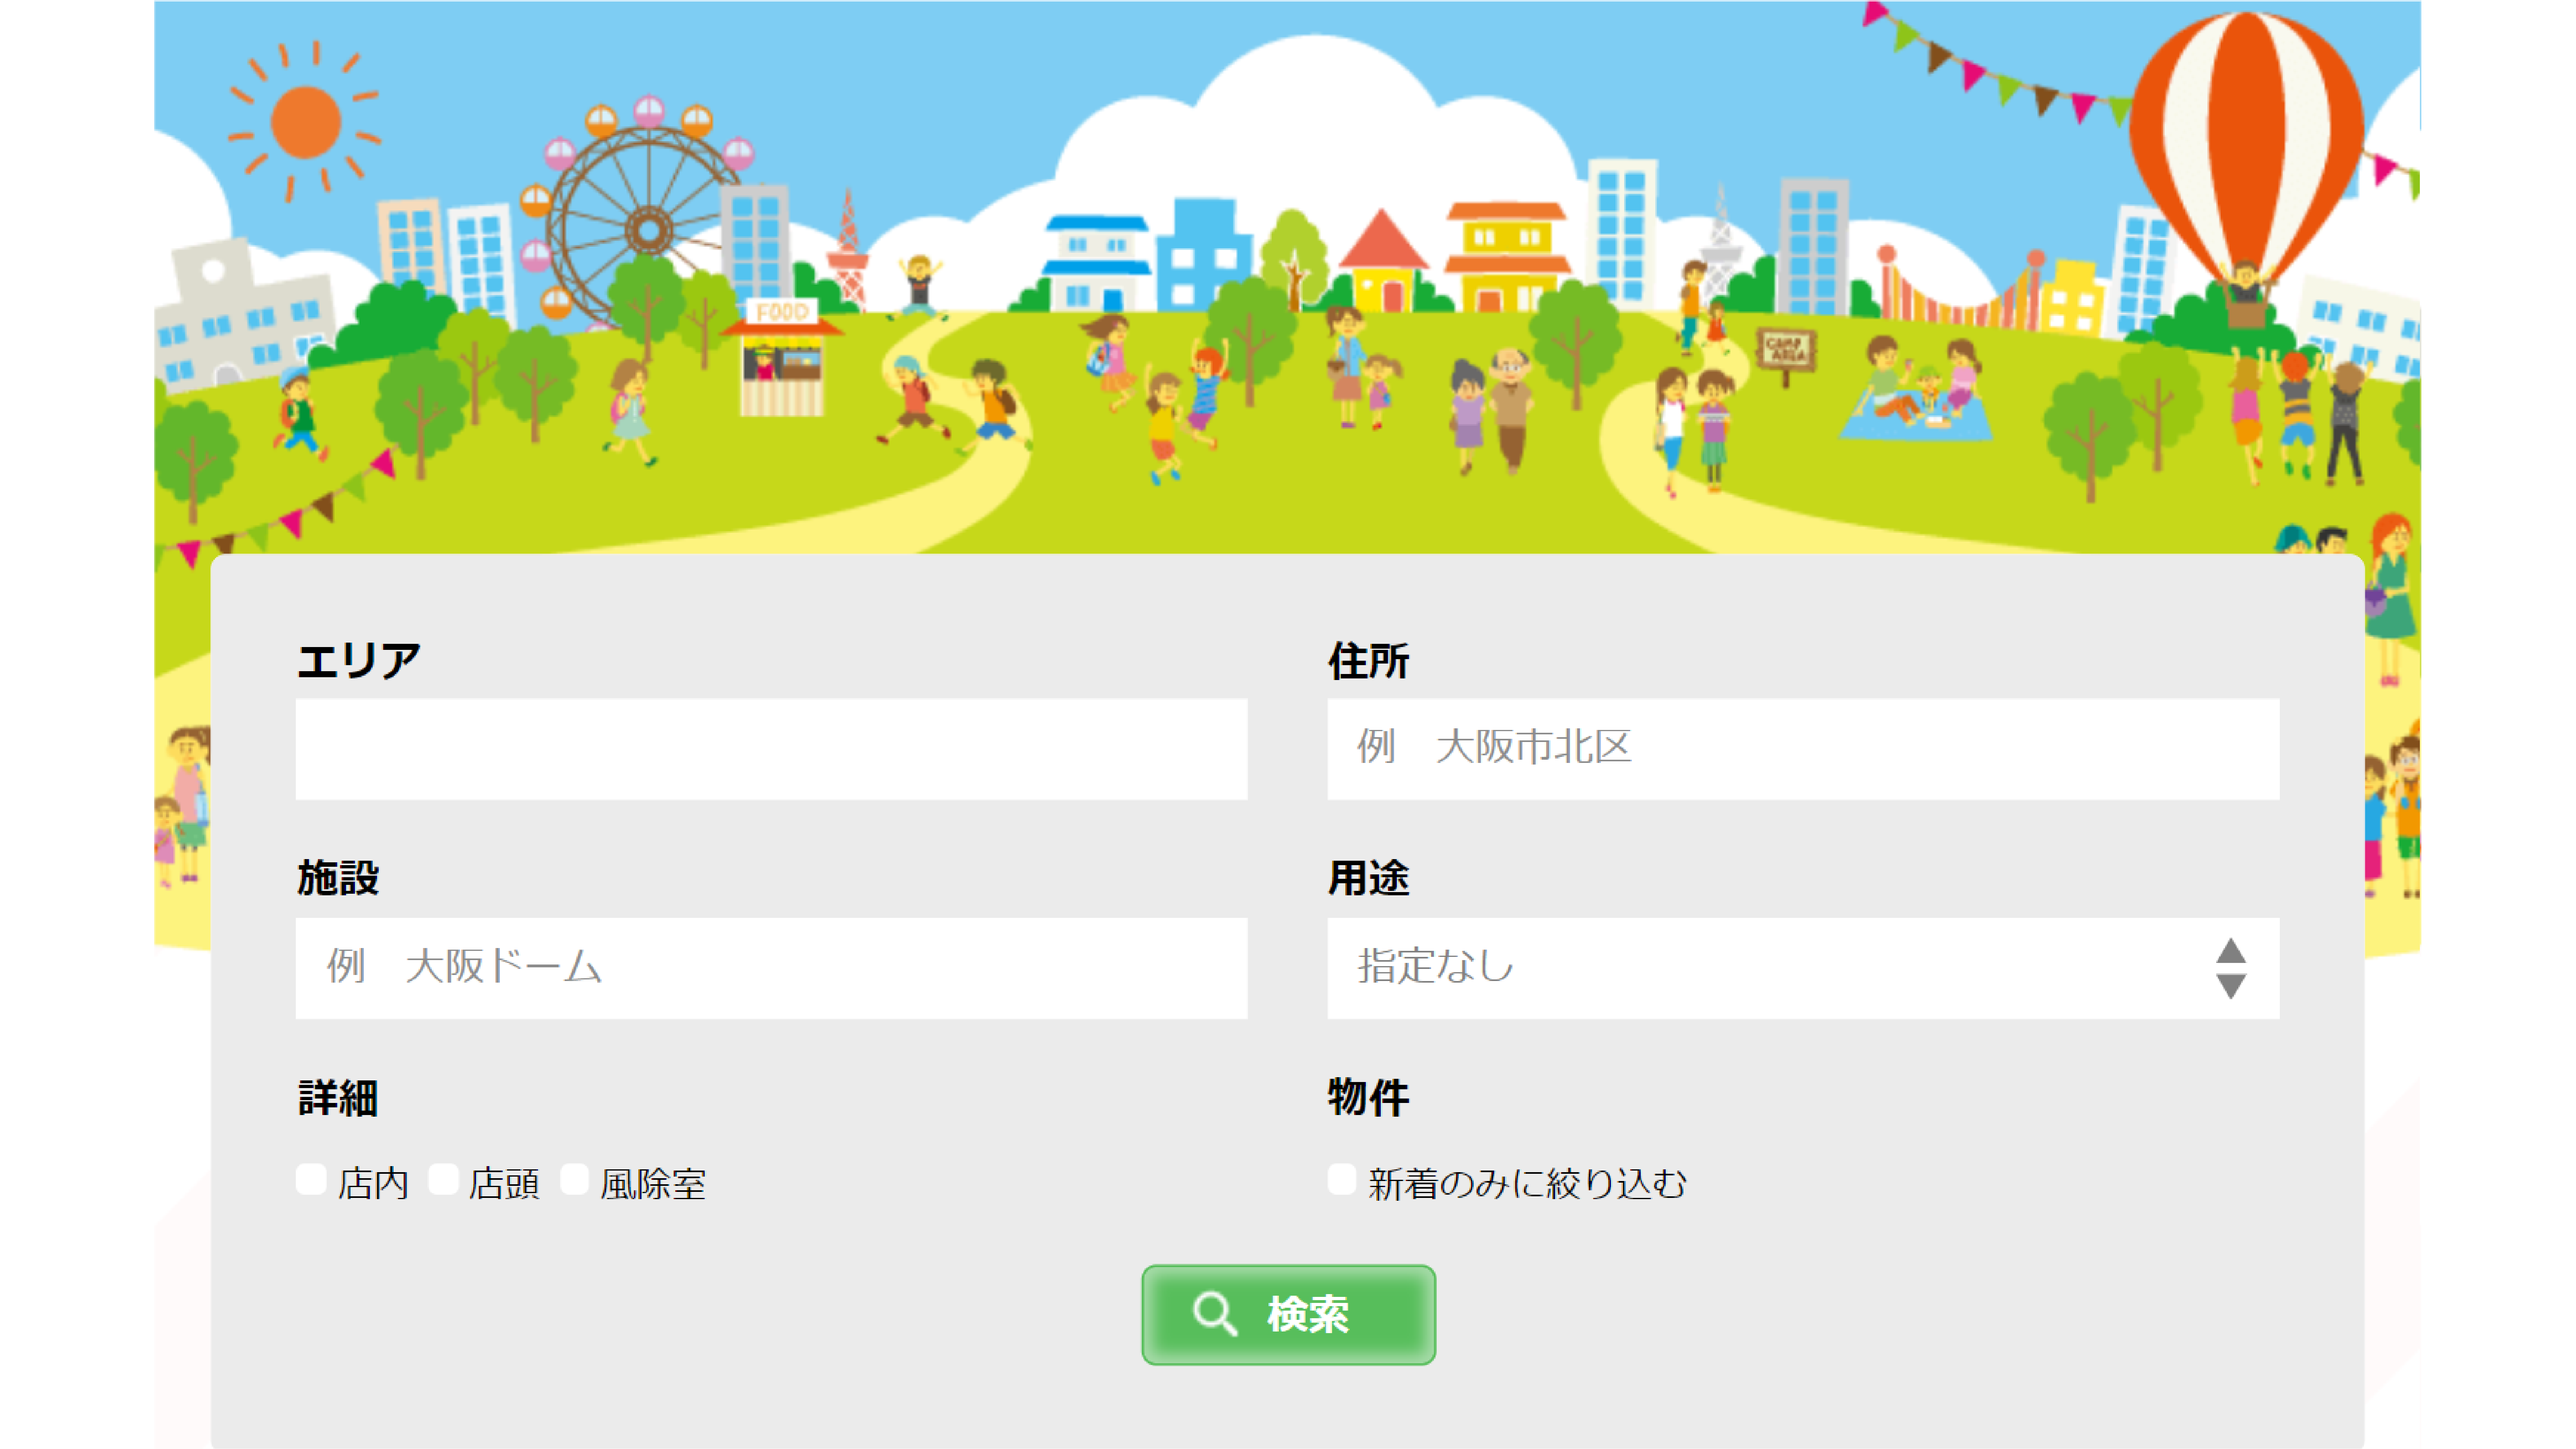 FOOD
CAMP
AREA
エリア
住所
例　大阪市北区
施設
用途
例　大阪ドーム
指定なし
詳細
物件
店内 店頭 風除室
新着のみに絞り込む
検索